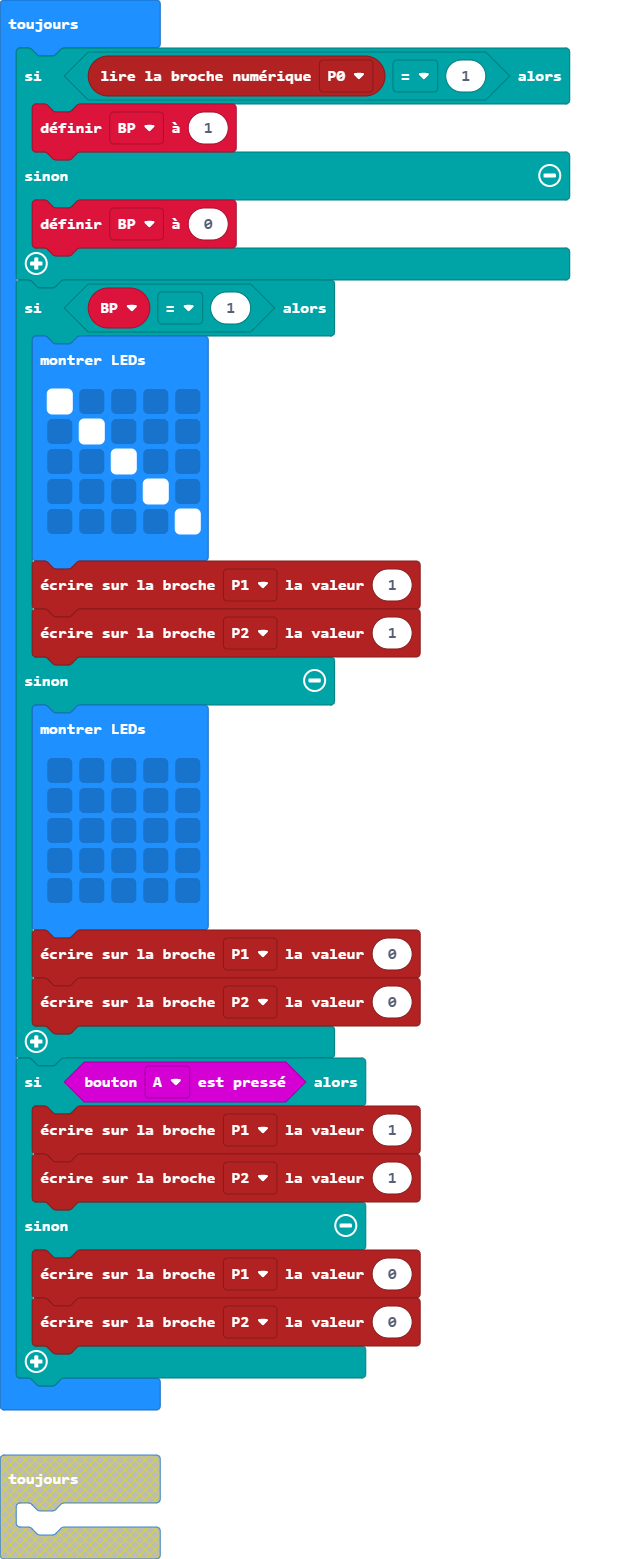 toujours
si lire la broche numérique P0 = 1 alors
définir BP à 1
sinon
définir BP à 0
si BP = 1 alors
montrer LEDs
écrire sur la broche P1 la valeur 1
écrire sur la broche P2 la valeur 1
sinon
montrer LEDs
écrire sur la broche P1 la valeur 0
écrire sur la broche P2 la valeur 0
si bouton A est pressé alors
écrire sur la broche P1 la valeur 1
écrire sur la broche P2 la valeur 1
sinon
écrire sur la broche P1 la valeur 0
écrire sur la broche P2 la valeur 0
toujours